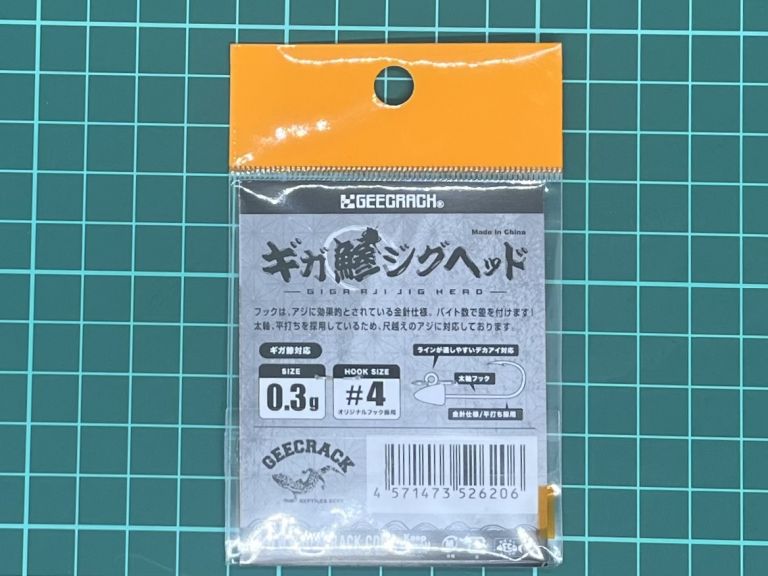 GEECRACK®
Made in China
ギガ鯵ジグヘッド
GIGA AJI JIG HEAD
フックは、アジに効果的とされている金針仕様。バイト数で差を付けます!
太軸、平打ちを採用しているため、尺越えのアジに対応しております。
ギガ鯵対応
SIZE
0.3g
HOOK SIZE
#4
オリジナルフック採用
ラインが通しやすいデカアイ対応
太軸フック
金針仕様/平打ち採用
GEECRACK
REPTILES BEST
4 571473 526206
Keep